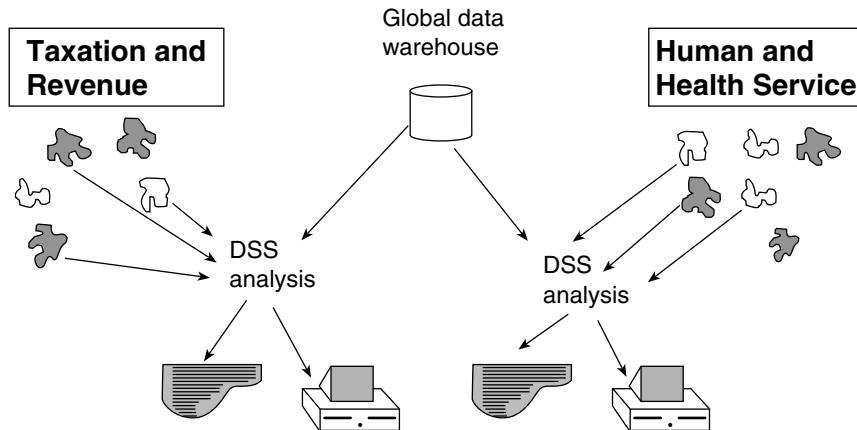 Taxation and
Revenue
Global data
warehouse
Human and
Health Service
DSS
analysis
DSS
analysis